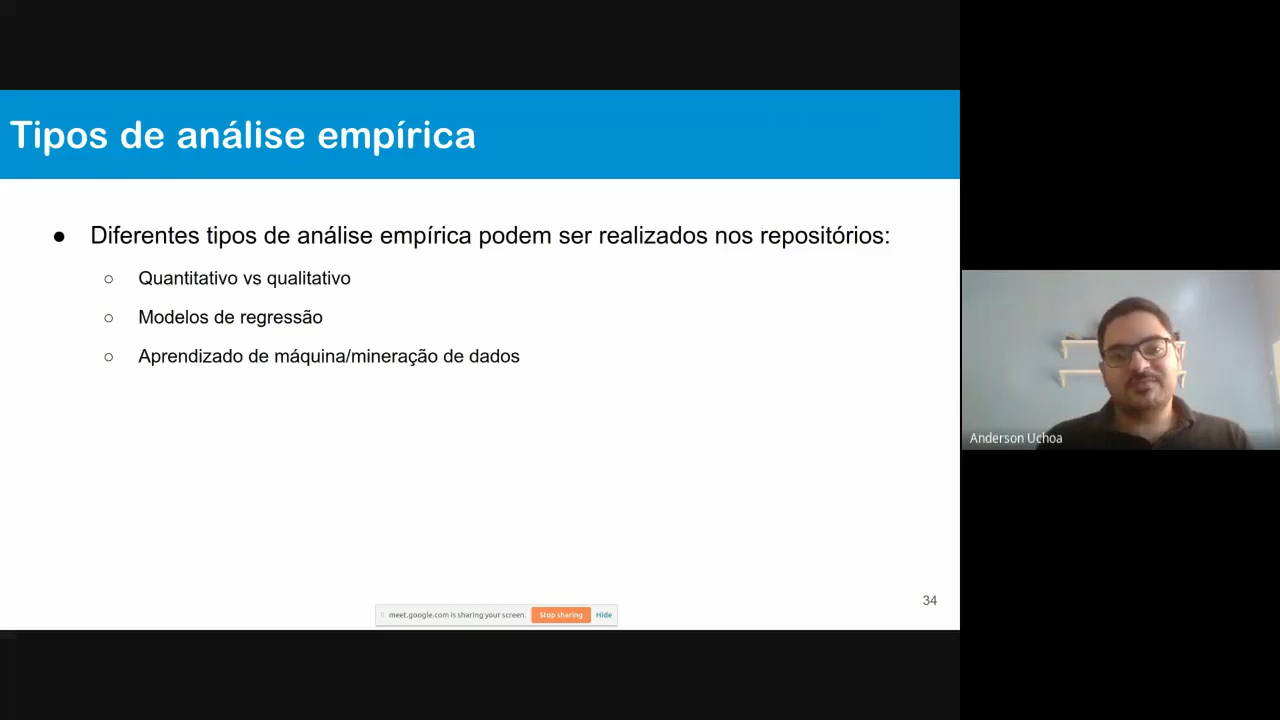 Tipos de análise empírica
● Diferentes tipos de análise empírica podem ser realizados nos repositórios:
○ Quantitativo vs qualitativo
○ Modelos de regressão
○ Aprendizado de máquina/mineração de dados
Anderson Uchoa
34
meet.google.com is sharing your screen. Stop sharing Hide